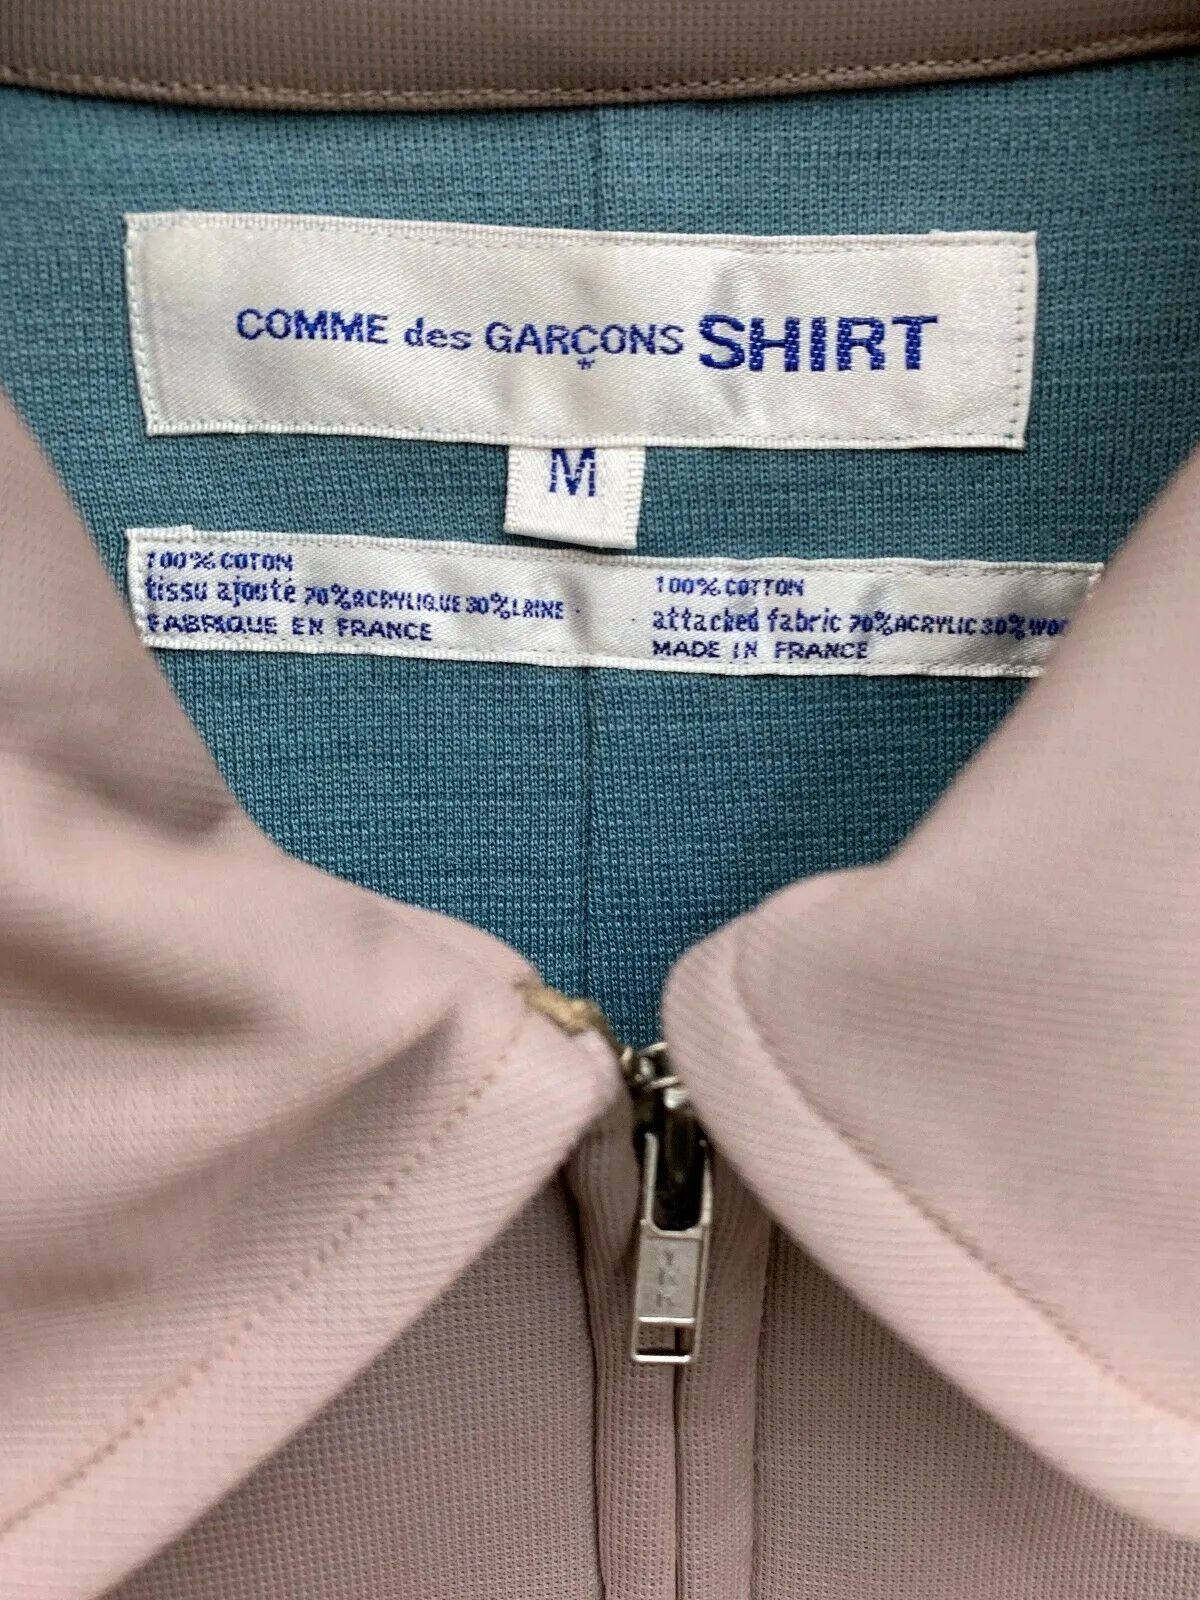 COMME des GARÇONS SHIRT
M
100% COTON
tissu ajouté 70% ACRYLIQUE 30% LAINE
FABRIQUE EN FRANCE
100% COTTON
attached fabric 70% ACRYLIC 30%
MADE IN FRANCE